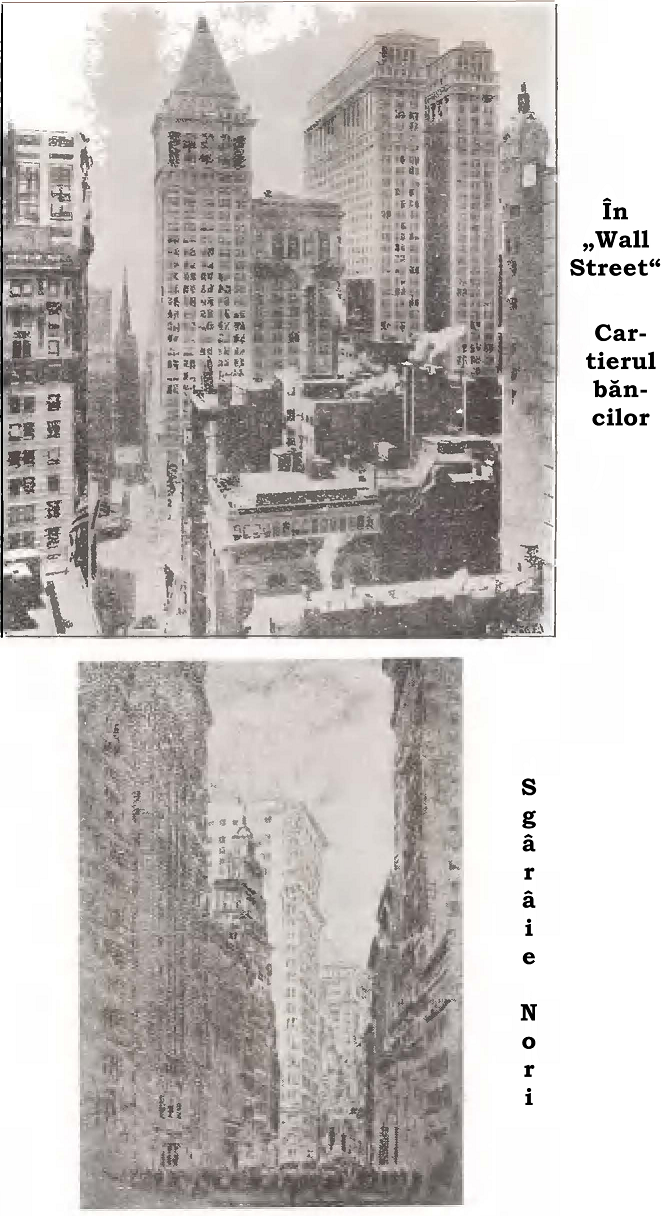 În
„Wall
Street“
Car-
tierul
băn-
cilor
S
g
â
r
â
i
e
N
o
r
i